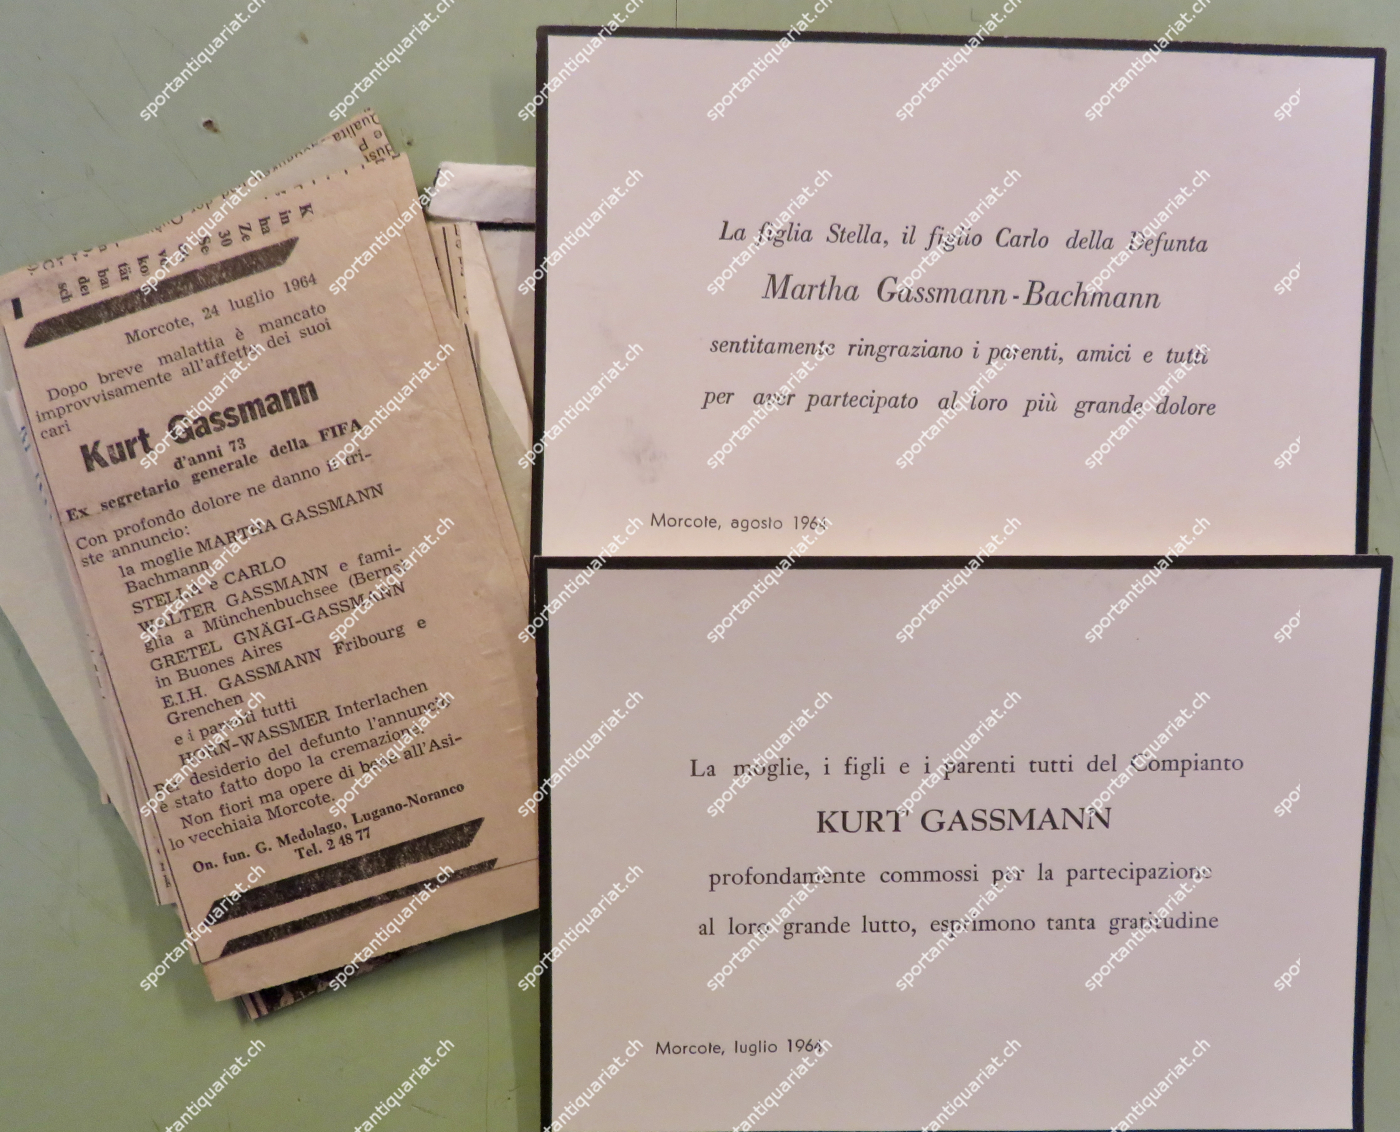 Morcote, 24 luglio 1964
Dopo breve malattia è mancato
improvvisamente all'affetto dei suoi
cari
Kurt Gassmann
d'anni 73
Ex segretario generale della FIFA
Con profondo dolore ne danno il tri-
ste annuncio:
la moglie MARTHA GASSMANN
Bachmann
STELLA e CARLO
WALTER GASSMANN e fami-
glia a Münchenbuchsee (Berna)
GRETEL GNÄGI-GASSMANN
in Buones Aires
E.I.H. GASSMANN Fribourg e
Grenchen
e i parenti tutti
HORN-WASSMER Interlachen
Per desiderio del defunto l'annuncio
è stato fatto dopo la cremazione.
Non fiori ma opere di bene all'Asi-
lo vecchiaia Morcote.
On. fun. G. Medolago, Lugano-Noranco
Tel. 2 48 77
La figlia Stella, il figlio Carlo della Defunta
Martha Gassmann-Bachmann
sentitamente ringraziano i parenti, amici e tutti
per aver partecipato al loro più grande dolore
Morcote, agosto 1964
La moglie, i figli e i parenti tutti del Compianto
KURT GASSMANN
profondamente commossi per la partecipazione
al loro grande lutto, esprimono tanta gratitudine
Morcote, luglio 1964
sportantiquariat.ch